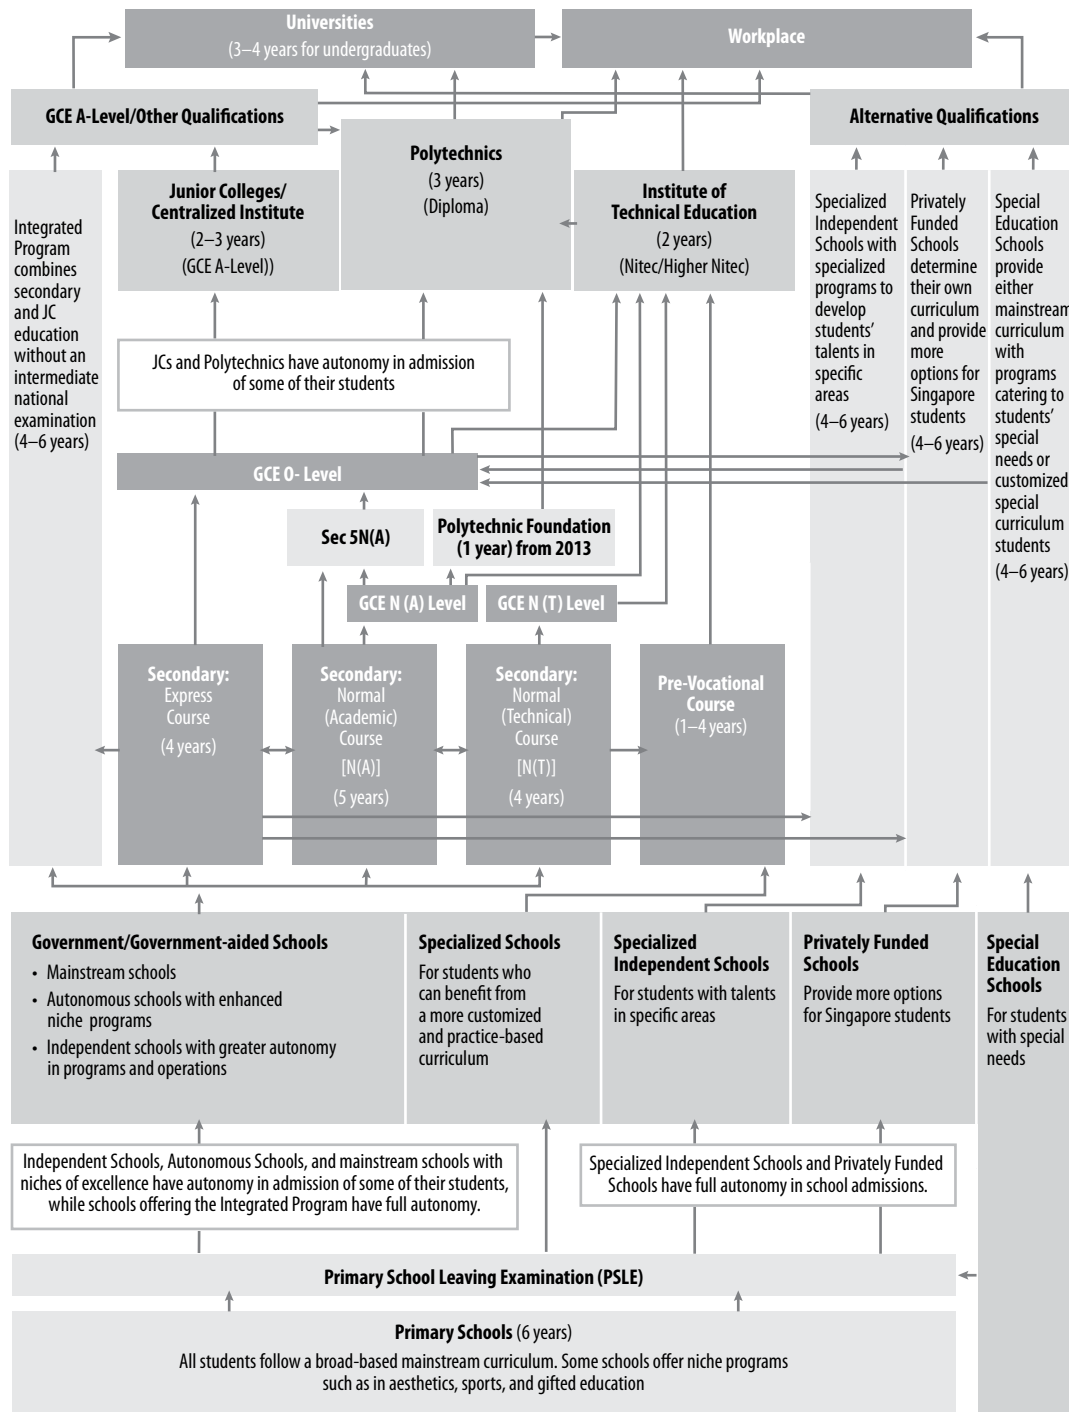 Universities
(3–4 years for undergraduates)
Workplace
GCE A-Level/Other Qualifications
Alternative Qualifications
Polytechnics
(3 years)
(Diploma)
Junior Colleges/
Centralized Institute
(2–3 years)
(GCE A-Level))
Institute of
Technical Education
(2 years)
(Nitec/Higher Nitec)
Integrated
Program
combines
secondary
and JC
education
without an
intermediate
national
examination
(4–6 years)
Specialized
Independent
Schools with
specialized
programs to
develop
students’
talents in
specific
areas
(4–6 years)
Privately
Funded
Schools
determine
their own
curriculum
and provide
more
options for
Singapore
students
(4–6 years)
Special
Education
Schools
provide
either
mainstream
curriculum
with
programs
catering to
students’
special
needs or
customized
special
curriculum
students
(4–6 years)
JCs and Polytechnics have autonomy in admission
of some of their students
GCE O- Level
Sec 5N(A)
Polytechnic Foundation
(1 year) from 2013
GCE N (A) Level
GCE N (T) Level
Secondary:
Express
Course
(4 years)
Secondary:
Normal
(Academic)
Course
[N(A)]
(5 years)
Secondary:
Normal
(Technical)
Course
[N(T)]
(4 years)
Pre-Vocational
Course
(1–4 years)
Government/Government-aided Schools
• Mainstream schools
• Autonomous schools with enhanced
niche programs
• Independent schools with greater autonomy
in programs and operations
Specialized Schools
For students who
can benefit from
a more customized
and practice-based
curriculum
Specialized
Independent Schools
For students with talents
in specific areas
Privately Funded
Schools
Provide more options
for Singapore students
Special
Education
Schools
For students
with special
needs
Independent Schools, Autonomous Schools, and mainstream schools with
niches of excellence have autonomy in admission of some of their students,
while schools offering the Integrated Program have full autonomy.
Specialized Independent Schools and Privately Funded
Schools have full autonomy in school admissions.
Primary School Leaving Examination (PSLE)
Primary Schools (6 years)
All students follow a broad-based mainstream curriculum. Some schools offer niche programs
such as in aesthetics, sports, and gifted education